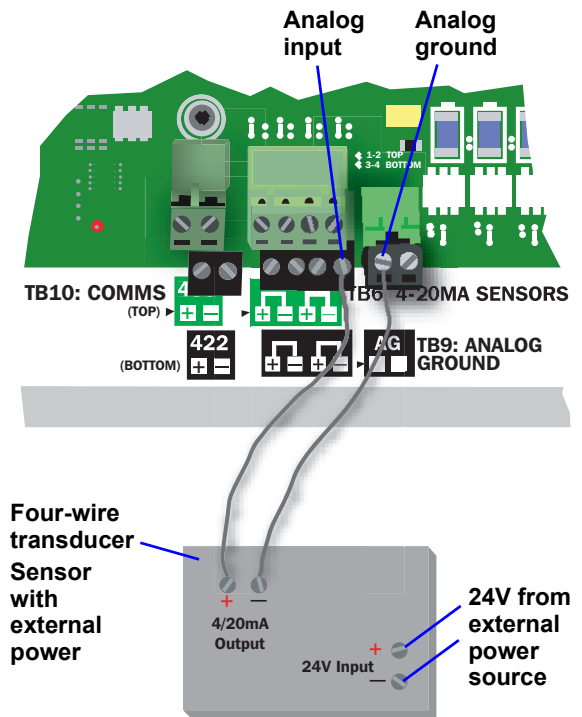 Analog
input
Analog
ground
1-2 TOP
3-4 BOTTOM
TB10: COMMS
TB6: 4-20MA SENSORS
(TOP)
+ −
+ − + −
422
AG
TB9: ANALOG
GROUND
(BOTTOM)
+ −
+ − + −
Four-wire
transducer
Sensor
with
external
power
+ −
4/20mA
Output
24V Input
+
−
24V from
external
power
source